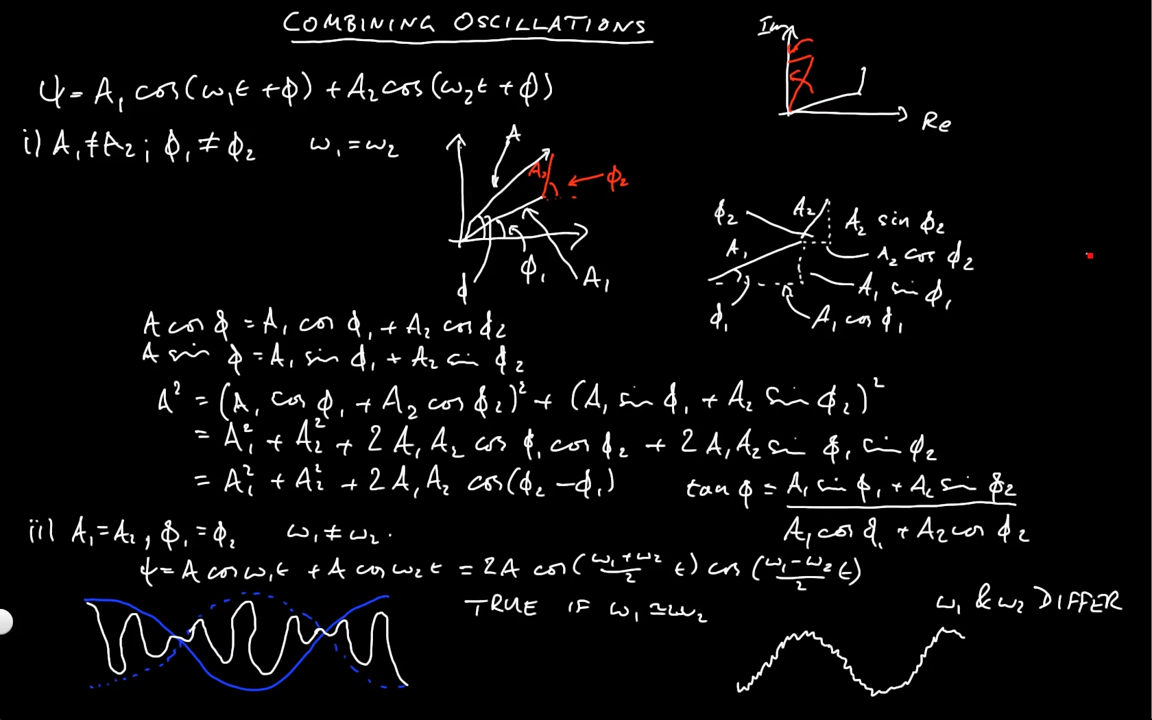 COMBINING OSCILLATIONS
Im
Re
ψ = A₁ cos(ω₁t + ϕ) + A₂ cos(ω₂t + ϕ)
i) A₁ ≠ A₂ ; ϕ₁ ≠ ϕ₂ ω₁ = ω₂
A
A₂
ϕ₂
ϕ
ϕ₁
A₁
ϕ₂
A₂
A₂ sin ϕ₂
A₁
A₂ cos ϕ₂
A₁ sin ϕ₁
ϕ₁
A₁ cos ϕ₁
A cos ϕ = A₁ cos ϕ₁ + A₂ cos ϕ₂
A sin ϕ = A₁ sin ϕ₁ + A₂ sin ϕ₂
A² = (A₁ cos ϕ₁ + A₂ cos ϕ₂)² + (A₁ sin ϕ₁ + A₂ sin ϕ₂)²
= A₁² + A₂² + 2A₁A₂ cos ϕ₁ cos ϕ₂ + 2A₁A₂ sin ϕ₁ sin ϕ₂
= A₁² + A₂² + 2A₁A₂ cos(ϕ₂ − ϕ₁)
tan ϕ = A₁ sin ϕ₁ + A₂ sin ϕ₂
A₁ cos ϕ₁ + A₂ cos ϕ₂
ii) A₁ = A₂, ϕ₁ = ϕ₂ ω₁ ≠ ω₂.
ψ = A cos ω₁t + A cos ω₂t = 2A cos((ω₁+ω₂)/2 t) cos((ω₁−ω₂)/2 t)
TRUE IF ω₁ ≃ ω₂
ω₁ & ω₂ DIFFER